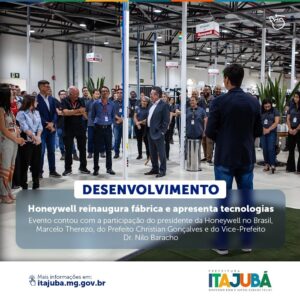 DESENVOLVIMENTO
Honeywell reinaugura fábrica e apresenta tecnologias
Evento contou com a participação do presidente da Honeywell no Brasil,
Marcelo Therezo, do Prefeito Christian Gonçalves e do Vice-Prefeito
Dr. Nilo Baracho
Mais informações em:
itajuba.mg.gov.br
PREFEITURA
ITAJUBÁ